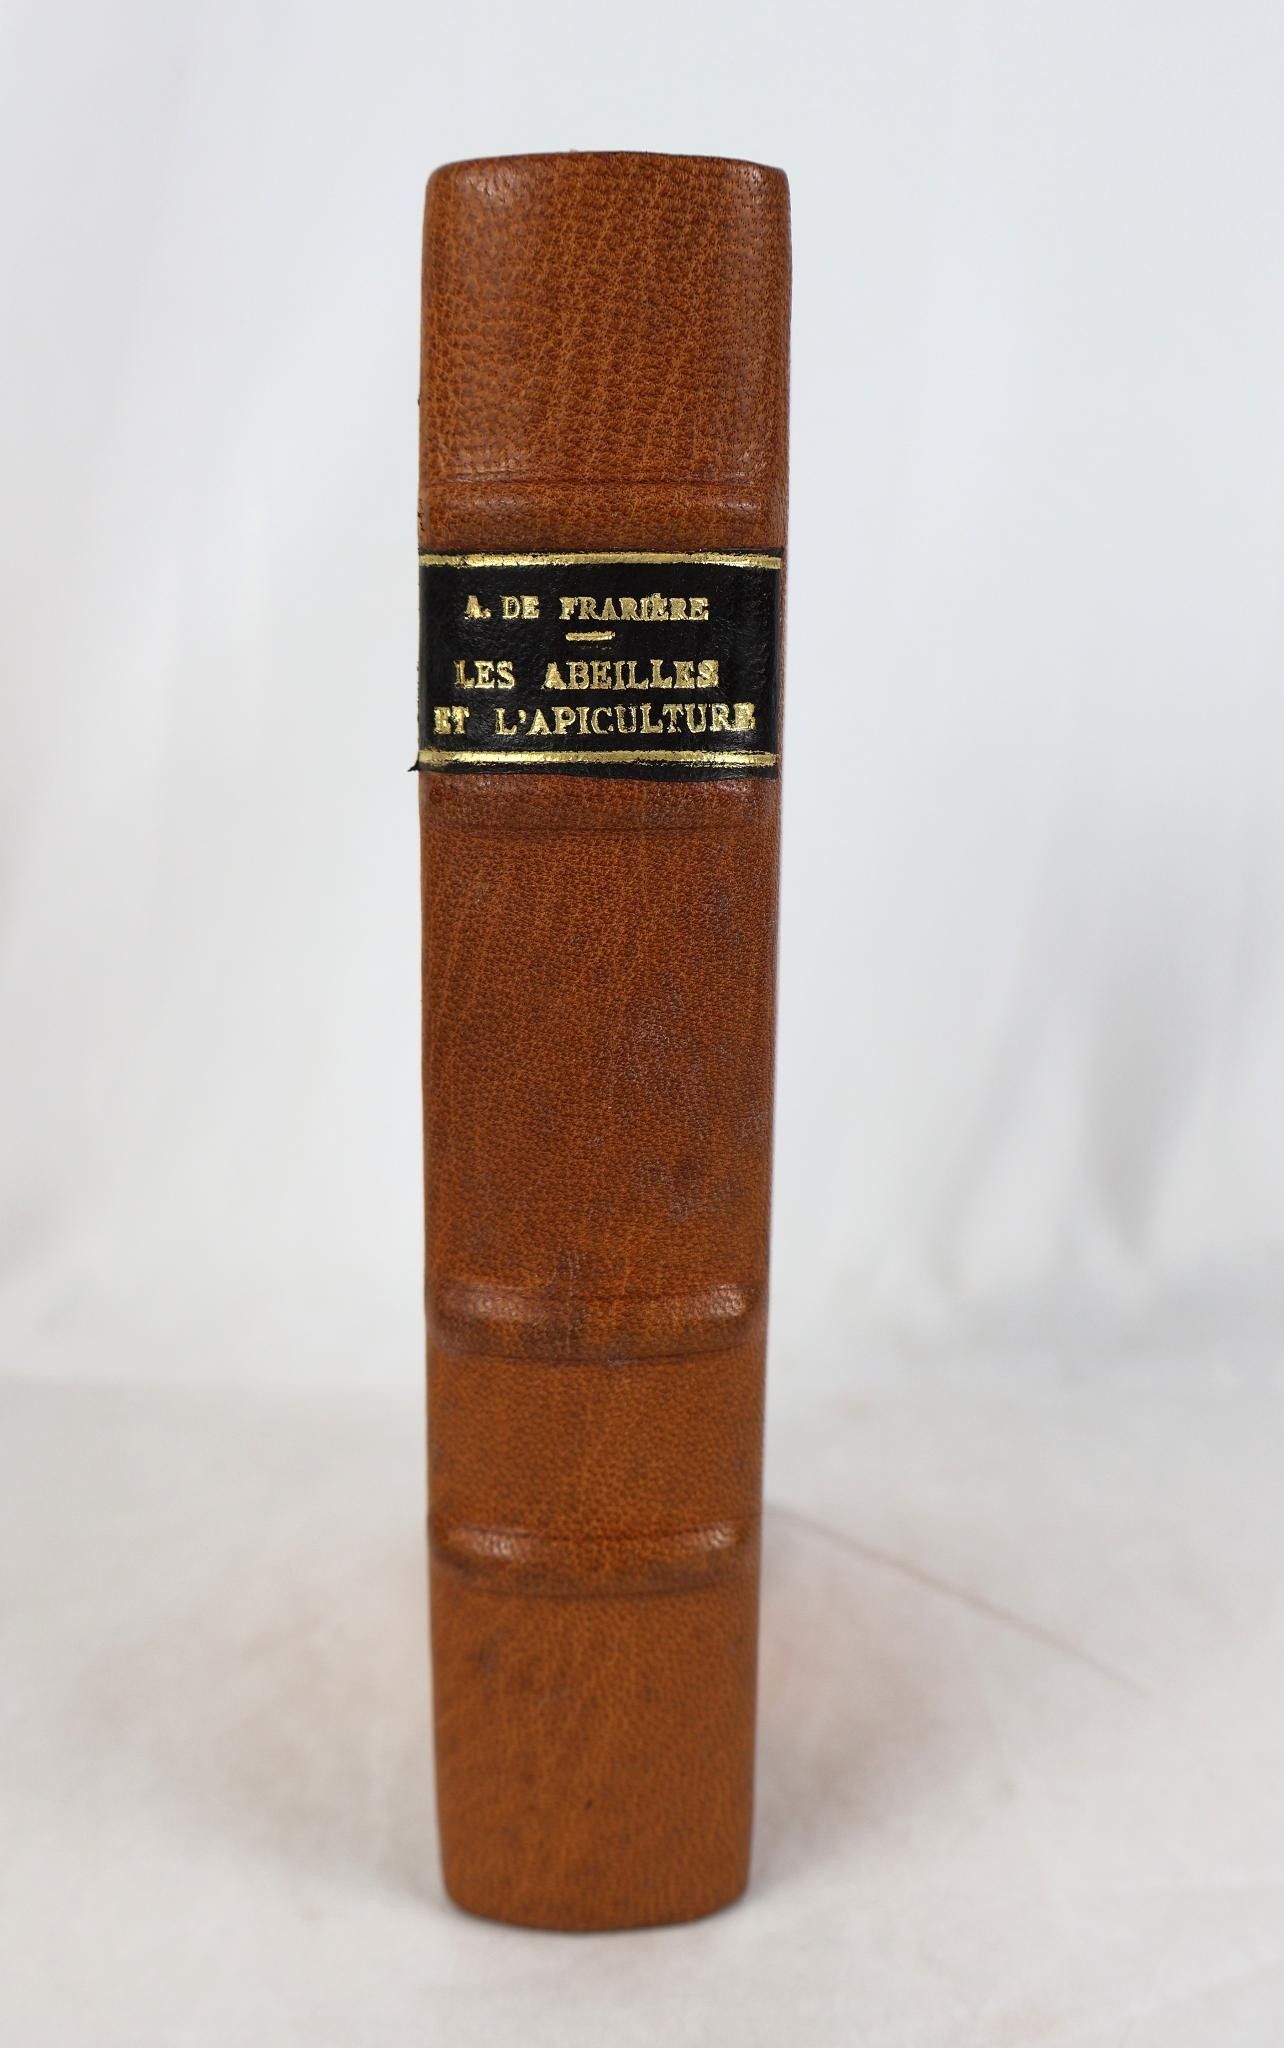 A. DE FRARIÈRE
LES ABEILLES
ET L'APICULTURE